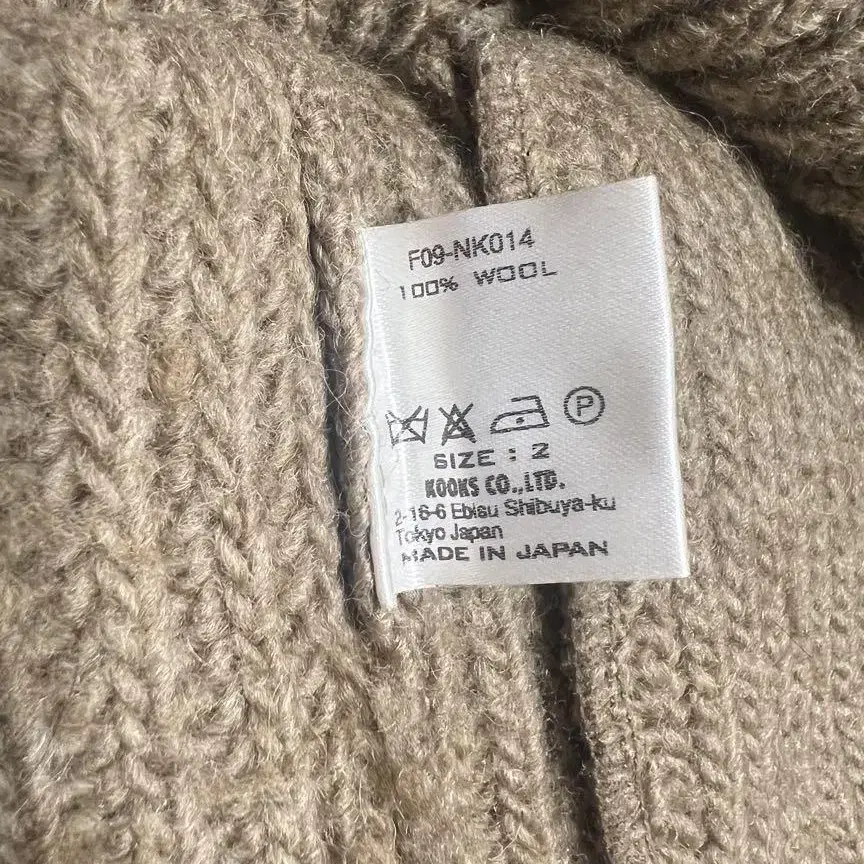 F09-NK014
100% WOOL
P
SIZE : 2
KOOKS CO.,LTD.
2-16-6 Ebisu Shibuya-ku
Tokyo Japan
MADE IN JAPAN